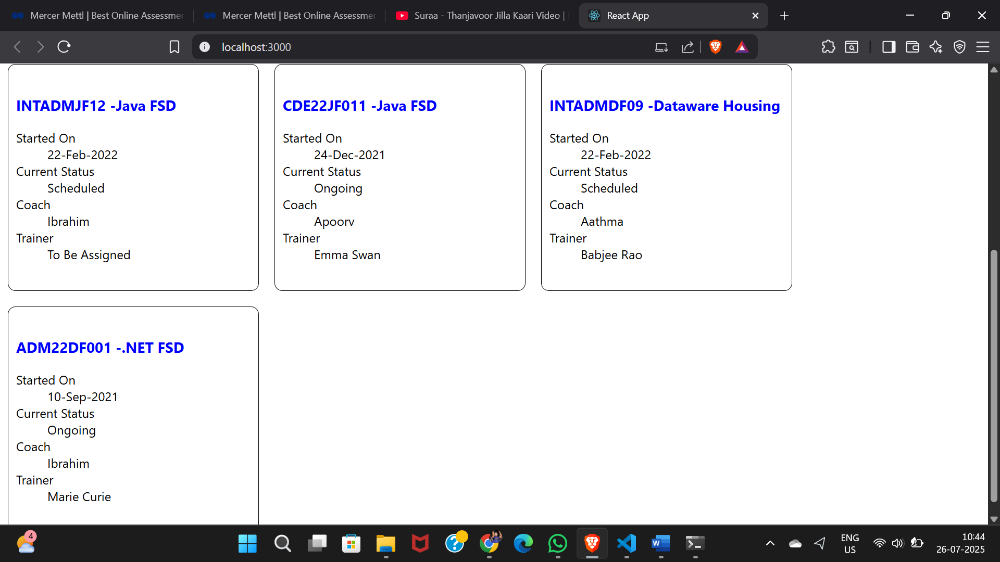 Mercer Mettl | Best Online Assessmer
Mercer Mettl | Best Online Assessmer
Suraa - Thanjavoor Jilla Kaari Video |
React App
localhost:3000
INTADMJF12 -Java FSD
Started On
22-Feb-2022
Current Status
Scheduled
Coach
Ibrahim
Trainer
To Be Assigned
CDE22JF011 -Java FSD
Started On
24-Dec-2021
Current Status
Ongoing
Coach
Apoorv
Trainer
Emma Swan
INTADMDF09 -Dataware Housing
Started On
22-Feb-2022
Current Status
Scheduled
Coach
Aathma
Trainer
Babjee Rao
ADM22DF001 -.NET FSD
Started On
10-Sep-2021
Current Status
Ongoing
Coach
Ibrahim
Trainer
Marie Curie
4
ENG
US
10:44
26-07-2025